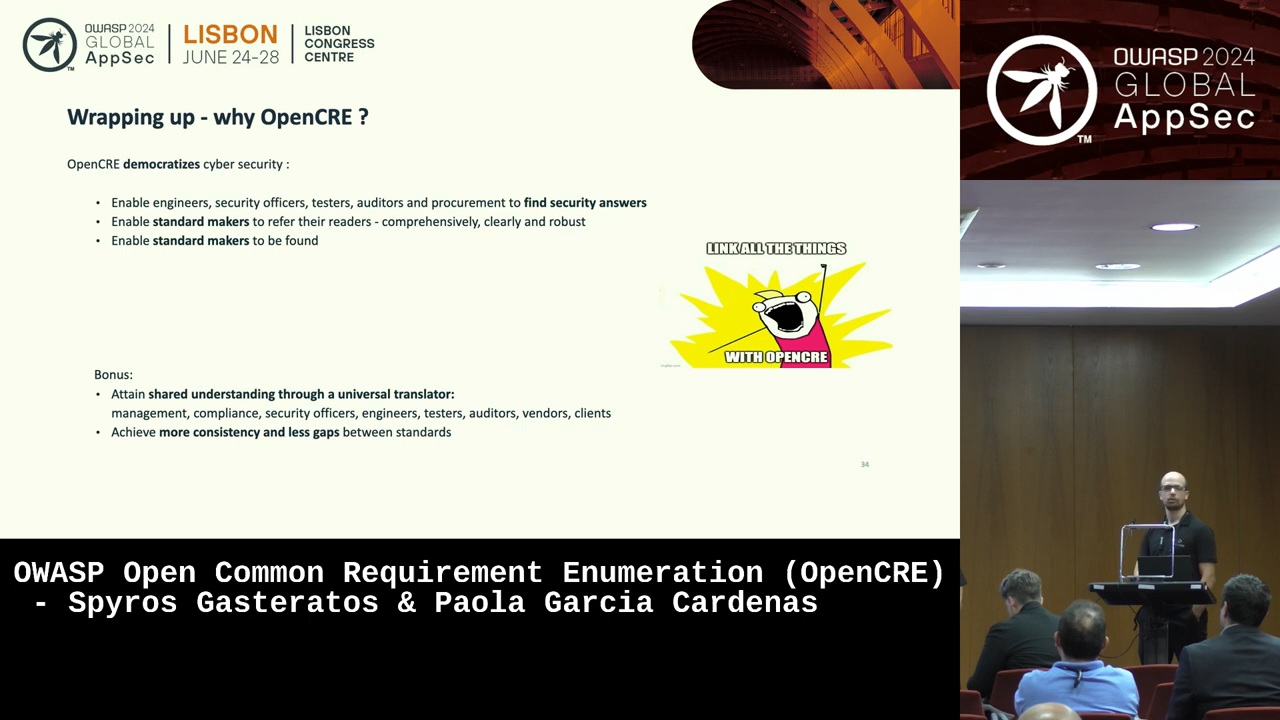 OWASP 2024
GLOBAL
AppSec
TM
LISBON
JUNE 24-28
LISBON
CONGRESS
CENTRE
OWASP 2024
GLOBAL
AppSec
TM
Wrapping up - why OpenCRE ?
OpenCRE democratizes cyber security :
• Enable engineers, security officers, testers, auditors and procurement to find security answers
• Enable standard makers to refer their readers - comprehensively, clearly and robust
• Enable standard makers to be found
LINK ALL THE THINGS
WITH OPENCRE
Bonus:
• Attain shared understanding through a universal translator:
management, compliance, security officers, engineers, testers, auditors, vendors, clients
• Achieve more consistency and less gaps between standards
34
OWASP Open Common Requirement Enumeration (OpenCRE)
- Spyros Gasteratos & Paola Garcia Cardenas